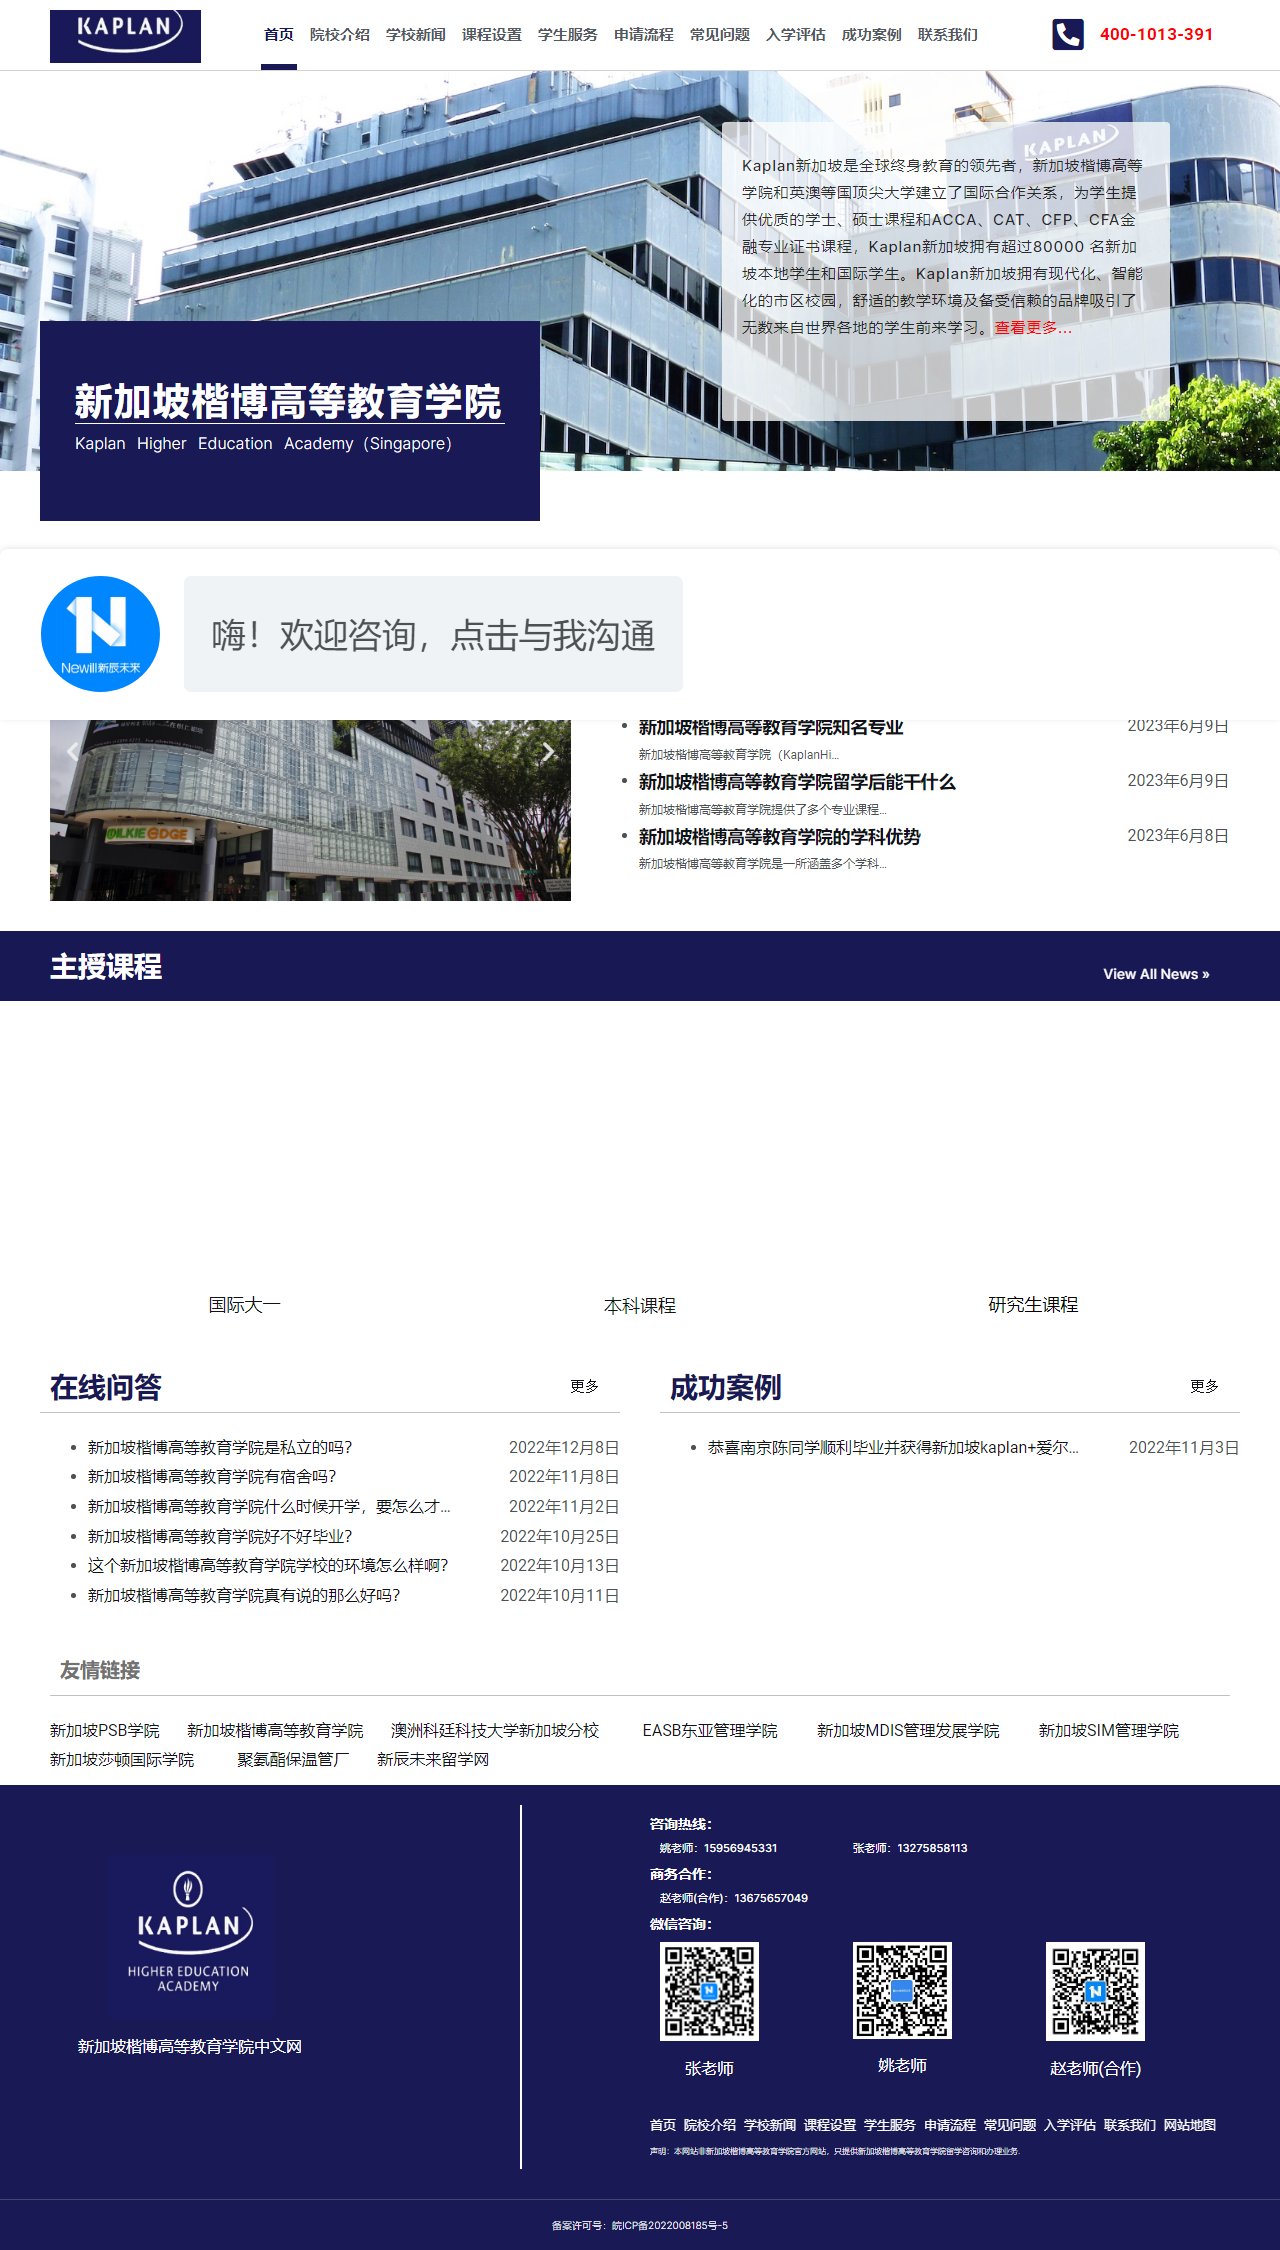 KAPLAN
首页 院校介绍 学校新闻 课程设置 学生服务 申请流程 常见问题 入学评估 成功案例 联系我们
400-1013-391
KAPLAN
Kaplan新加坡是全球终身教育的领先者，新加坡楷博高等
学院和英澳等国顶尖大学建立了国际合作关系，为学生提
供优质的学士、硕士课程和ACCA、CAT、CFP、CFA金
融专业证书课程，Kaplan新加坡拥有超过80000 名新加
坡本地学生和国际学生。Kaplan新加坡拥有现代化、智能
化的市区校园，舒适的教学环境及备受信赖的品牌吸引了
无数来自世界各地的学生前来学习。查看更多...
新加坡楷博高等教育学院
Kaplan Higher Education Academy（Singapore）
Newill新辰未来
嗨！欢迎咨询，点击与我沟通
WILKIE EDGE
新加坡楷博高等教育学院知名专业 2023年6月9日
新加坡楷博高等教育学院（KaplanHi...
新加坡楷博高等教育学院留学后能干什么 2023年6月9日
新加坡楷博高等教育学院提供了多个专业课程...
新加坡楷博高等教育学院的学科优势 2023年6月8日
新加坡楷博高等教育学院是一所涵盖多个学科...
主授课程
View All News »
国际大一 本科课程 研究生课程
在线问答 更多
新加坡楷博高等教育学院是私立的吗？ 2022年12月8日
新加坡楷博高等教育学院有宿舍吗？ 2022年11月8日
新加坡楷博高等教育学院什么时候开学，要怎么才... 2022年11月2日
新加坡楷博高等教育学院好不好毕业？ 2022年10月25日
这个新加坡楷博高等教育学院学校的环境怎么样啊？ 2022年10月13日
新加坡楷博高等教育学院真有说的那么好吗？ 2022年10月11日
成功案例 更多
恭喜南京陈同学顺利毕业并获得新加坡kaplan+爱尔... 2022年11月3日
友情链接
新加坡PSB学院 新加坡楷博高等教育学院 澳洲科廷科技大学新加坡分校 EASB东亚管理学院 新加坡MDIS管理发展学院 新加坡SIM管理学院
新加坡莎顿国际学院 聚氨酯保温管厂 新辰未来留学网
KAPLAN
HIGHER EDUCATION
ACADEMY
新加坡楷博高等教育学院中文网
咨询热线：
姚老师：15956945331 张老师：13275858113
商务合作：
赵老师(合作)：13675657049
微信咨询：
张老师 姚老师 赵老师(合作)
首页 院校介绍 学校新闻 课程设置 学生服务 申请流程 常见问题 入学评估 联系我们 网站地图
声明：本网站非新加坡楷博高等教育学院官方网站，只提供新加坡楷博高等教育学院留学咨询和办理业务.
备案许可号：皖ICP备2022008185号-5